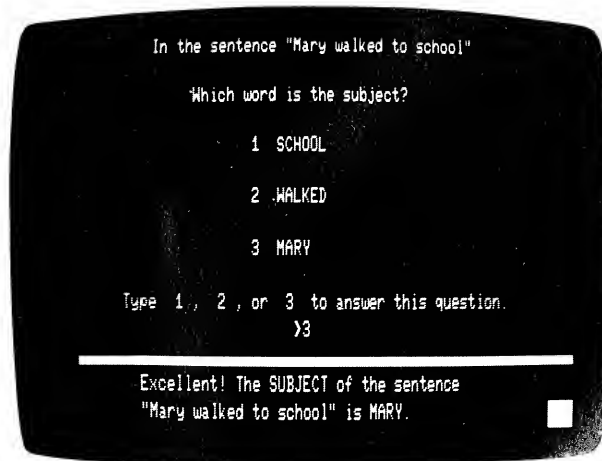 In the sentence "Mary walked to school"
Which word is the subject?
1 SCHOOL
2 WALKED
3 MARY
Type 1 , 2 , or 3 to answer this question.
>3
Excellent! The SUBJECT of the sentence
"Mary walked to school" is MARY.